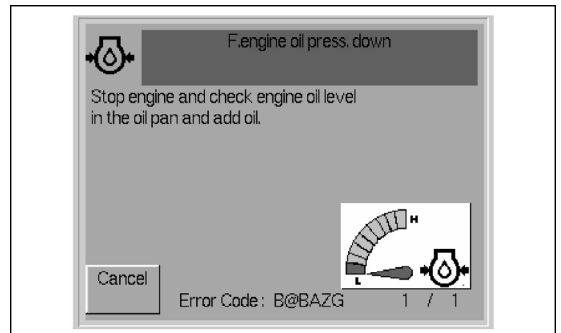 F.engine oil press. down
Stop engine and check engine oil level
in the oil pan and add oil.
H
L
Cancel
Error Code : B@BAZG 1 / 1